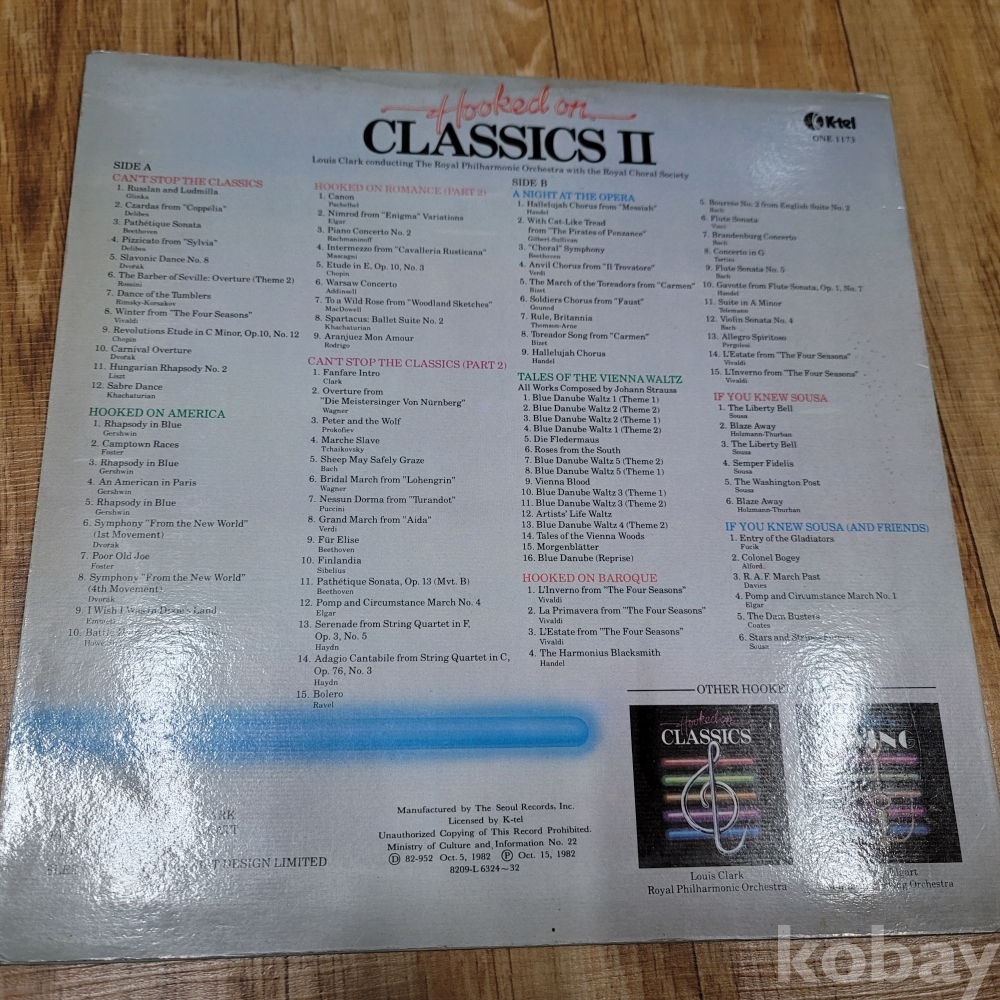 Hooked on
CLASSICS II
K-tel
ONE 1173
Louis Clark conducting The Royal Philharmonic Orchestra with the Royal Choral Society
SIDE A
CAN'T STOP THE CLASSICS
1. Russlan and Ludmilla
Glinka
2. Czardas from "Coppélia"
Delibes
3. Pathétique Sonata
Beethoven
4. Pizzicato from "Sylvia"
Delibes
5. Slavonic Dance No. 8
Dvorak
6. The Barber of Seville: Overture (Theme 2)
Rossini
7. Dance of the Tumblers
Rimsky-Korsakov
8. Winter from "The Four Seasons"
Vivaldi
9. Revolutions Etude in C Minor, Op.10, No. 12
Chopin
10. Carnival Overture
Dvorak
11. Hungarian Rhapsody No. 2
Liszt
12. Sabre Dance
Khachaturian
HOOKED ON AMERICA
1. Rhapsody in Blue
Gershwin
2. Camptown Races
Foster
3. Rhapsody in Blue
Gershwin
4. An American in Paris
Gershwin
5. Rhapsody in Blue
Gershwin
6. Symphony "From the New World"
(1st Movement)
Dvorak
7. Poor Old Joe
Foster
8. Symphony "From the New World"
(4th Movement)
Dvorak
9. I Wish I Was in Dixie's Land
Emmett
10. Battle
HOOKED ON ROMANCE (PART 2)
1. Canon
Pachelbel
2. Nimrod from "Enigma" Variations
Elgar
3. Piano Concerto No. 2
Rachmaninoff
4. Intermezzo from "Cavalleria Rusticana"
Mascagni
5. Etude in E, Op. 10, No. 3
Chopin
6. Warsaw Concerto
Addinsell
7. To a Wild Rose from "Woodland Sketches"
MacDowell
8. Spartacus: Ballet Suite No. 2
Khachaturian
9. Aranjuez Mon Amour
Rodrigo
CAN'T STOP THE CLASSICS (PART 2)
1. Fanfare Intro
Clark
2. Overture from
"Die Meistersinger Von Nürnberg"
Wagner
3. Peter and the Wolf
Prokofiev
4. Marche Slave
Tchaikovsky
5. Sheep May Safely Graze
Bach
6. Bridal March from "Lohengrin"
Wagner
7. Nessun Dorma from "Turandot"
Puccini
8. Grand March from "Aida"
Verdi
9. Für Elise
Beethoven
10. Finlandia
Sibelius
11. Pathétique Sonata, Op. 13 (Mvt. B)
Beethoven
12. Pomp and Circumstance March No. 4
Elgar
13. Serenade from String Quartet in F,
Op. 3, No. 5
Haydn
14. Adagio Cantabile from String Quartet in C,
Op. 76, No. 3
Haydn
15. Bolero
Ravel
SIDE B
A NIGHT AT THE OPERA
1. Hallelujah Chorus from "Messiah"
Handel
2. With Cat-Like Tread
from "The Pirates of Penzance"
Gilbert-Sullivan
3. "Choral" Symphony
Beethoven
4. Anvil Chorus from "Il Trovatore"
Verdi
5. The March of the Toreadors from "Carmen"
Bizet
6. Soldiers Chorus from "Faust"
Gounod
7. Rule, Britannia
Thomson-Arne
8. Toreador Song from "Carmen"
Bizet
9. Hallelujah Chorus
Handel
TALES OF THE VIENNA WALTZ
All Works Composed by Johann Strauss
1. Blue Danube Waltz 1 (Theme 1)
2. Blue Danube Waltz 2 (Theme 2)
3. Blue Danube Waltz 2 (Theme 1)
4. Blue Danube Waltz 1 (Theme 2)
5. Die Fledermaus
6. Roses from the South
7. Blue Danube Waltz 5 (Theme 2)
8. Blue Danube Waltz 5 (Theme 1)
9. Vienna Blood
10. Blue Danube Waltz 3 (Theme 1)
11. Blue Danube Waltz 3 (Theme 2)
12. Artists' Life Waltz
13. Blue Danube Waltz 4 (Theme 2)
14. Tales of the Vienna Woods
15. Morgenblätter
16. Blue Danube (Reprise)
HOOKED ON BAROQUE
1. L'Inverno from "The Four Seasons"
Vivaldi
2. La Primavera from "The Four Seasons"
Vivaldi
3. L'Estate from "The Four Seasons"
Vivaldi
4. The Harmonius Blacksmith
Handel
5. Bourrée No. 2 from English Suite No. 2
Bach
6. Flute Sonata
Vinci
7. Brandenburg Concerto
Bach
8. Concerto in G
Tartini
9. Flute Sonata No. 5
Bach
10. Gavotte from Flute Sonata, Op. 1, No. 7
Handel
11. Suite in A Minor
Telemann
12. Violin Sonata No. 4
Bach
13. Allegro Spiritoso
Pergolesi
14. L'Estate from "The Four Seasons"
Vivaldi
15. L'Inverno from "The Four Seasons"
Vivaldi
IF YOU KNEW SOUSA
1. The Liberty Bell
Sousa
2. Blaze Away
Holzmann-Thurban
3. The Liberty Bell
Sousa
4. Semper Fidelis
Sousa
5. The Washington Post
Sousa
6. Blaze Away
Holzmann-Thurban
IF YOU KNEW SOUSA (AND FRIENDS)
1. Entry of the Gladiators
Fucik
2. Colonel Bogey
Alford.
3. R.A.F. March Past
Davies
4. Pomp and Circumstance March No. 1
Elgar
5. The Dam Busters
Coates
6. Stars and Stripes
Sousa
OTHER HOOKED
Hooked on
CLASSICS
Louis Clark
Royal Philharmonic Orchestra
Orchestra
DESIGN LIMITED
Manufactured by The Seoul Records, Inc.
Licensed by K-tel
Unauthorized Copying of This Record Prohibited.
Ministry of Culture and Information No. 22
Ⓓ 82-952 Oct. 5, 1982 Ⓟ Oct. 15, 1982
8209-L 6324~32
kobay